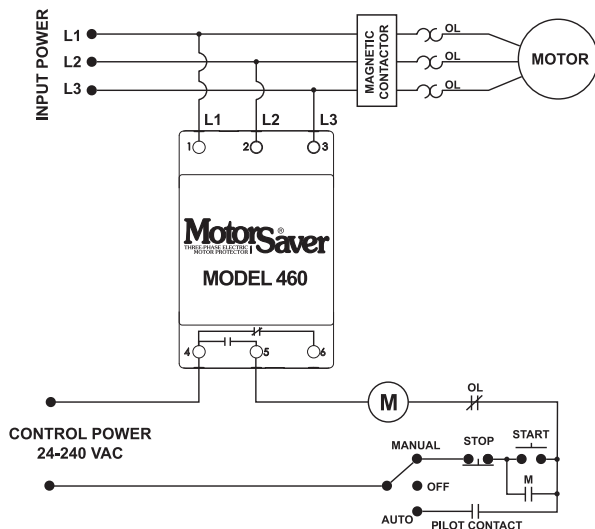 INPUT POWER
L1
L2
L3
MAGNETIC CONTACTOR
OL
OL
OL
MOTOR
L1 L2 L3
1 2 3
MotorSaver®
THREE-PHASE ELECTRIC
MOTOR PROTECTOR
MODEL 460
4 5 6
CONTROL POWER
24-240 VAC
M
OL
MANUAL
STOP
START
M
OFF
AUTO
PILOT CONTACT